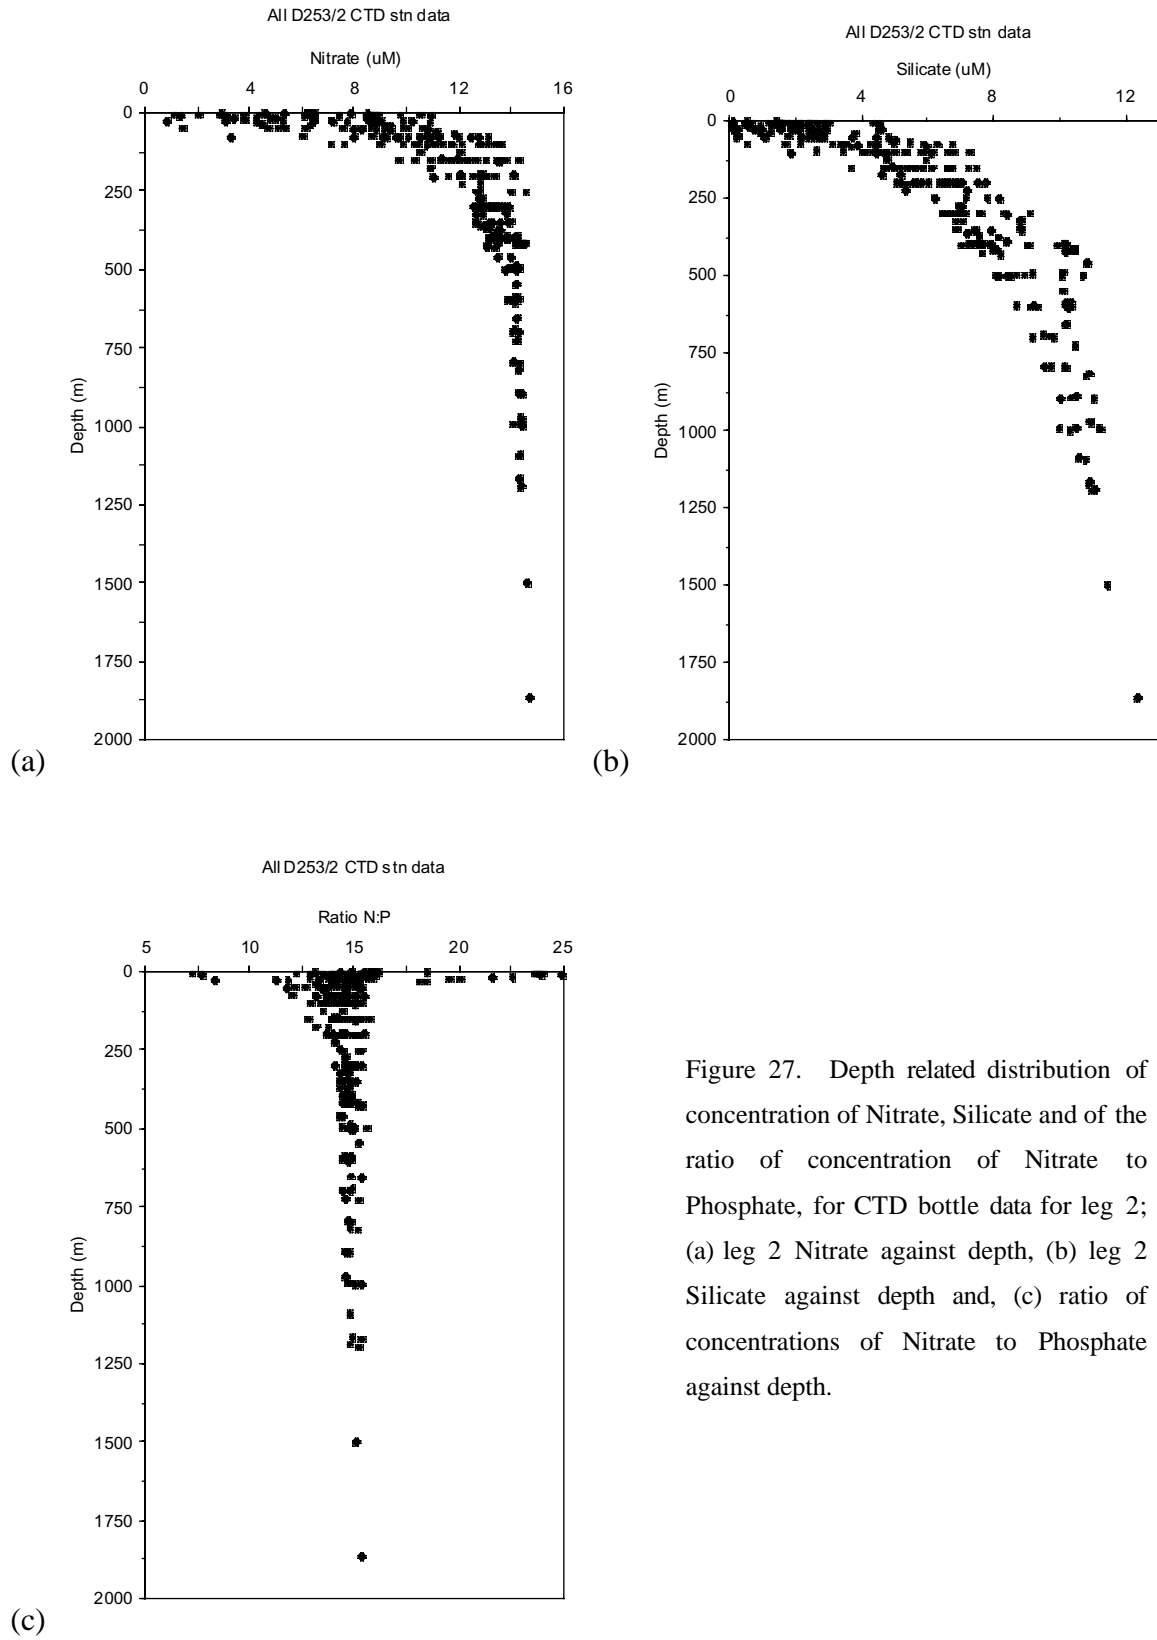 All D253/2 CTD stn data
Nitrate (uM)
0 4 8 12 16
0
250
500
750
1000
1250
1500
1750
2000
Depth (m)
(a)
All D253/2 CTD stn data
Silicate (uM)
0 4 8 12
0
250
500
750
1000
1250
1500
1750
2000
Depth (m)
(b)
All D253/2 CTD stn data
Ratio N:P
5 10 15 20 25
0
250
500
750
1000
1250
1500
1750
2000
Depth (m)
(c)
Figure 27. Depth related distribution of
concentration of Nitrate, Silicate and of the
ratio of concentration of Nitrate to
Phosphate, for CTD bottle data for leg 2;
(a) leg 2 Nitrate against depth, (b) leg 2
Silicate against depth and, (c) ratio of
concentrations of Nitrate to Phosphate
against depth.